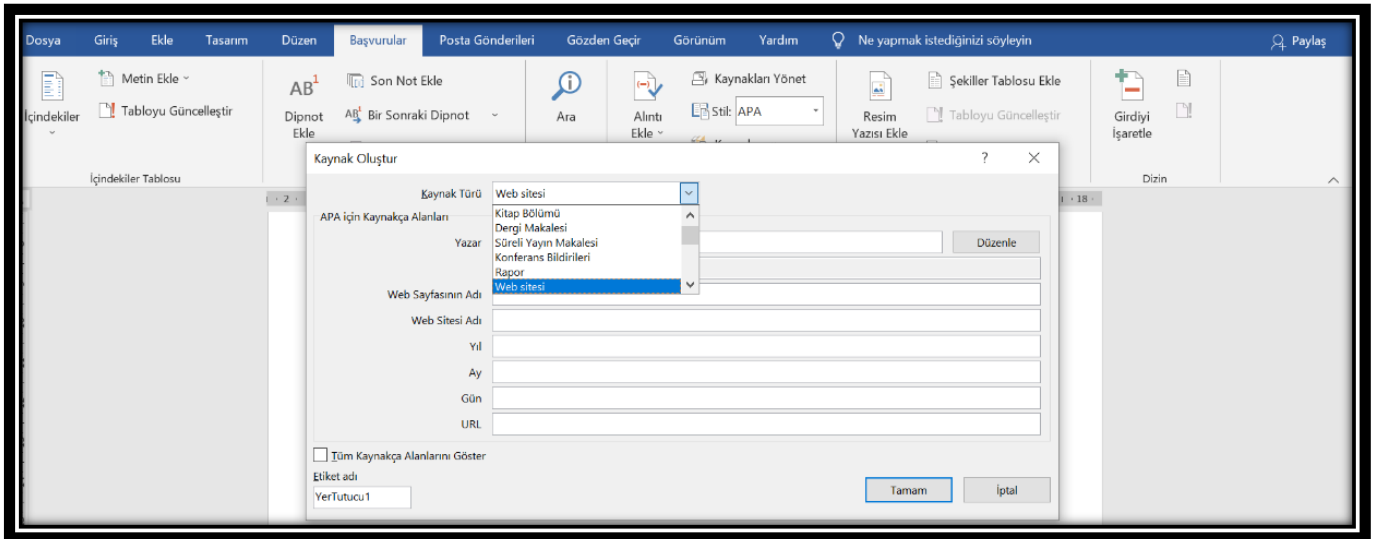 Dosya Giriş Ekle Tasarım Düzen Başvurular Posta Gönderileri Gözden Geçir Görünüm Yardım Ne yapmak istediğinizi söyleyin Paylaş
İçindekiler
Metin Ekle
Tabloyu Güncelleştir
İçindekiler Tablosu
AB1
Dipnot
Ekle
Son Not Ekle
Bir Sonraki Dipnot
Ara
Alıntı
Ekle
Kaynakları Yönet
Stil: APA
Resim
Yazısı Ekle
Şekiller Tablosu Ekle
Tabloyu Güncelleştir
Girdiyi
İşaretle
Dizin
2
18
Kaynak Oluştur ?
Kaynak Türü Web sitesi
Kitap Bölümü
Dergi Makalesi
Süreli Yayın Makalesi
Konferans Bildirileri
Rapor
Web sitesi
APA için Kaynakça Alanları
Yazar Düzenle
Web Sayfasının Adı
Web Sitesi Adı
Yıl
Ay
Gün
URL
Tüm Kaynakça Alanlarını Göster
Etiket adı
YerTutucu1
Tamam İptal